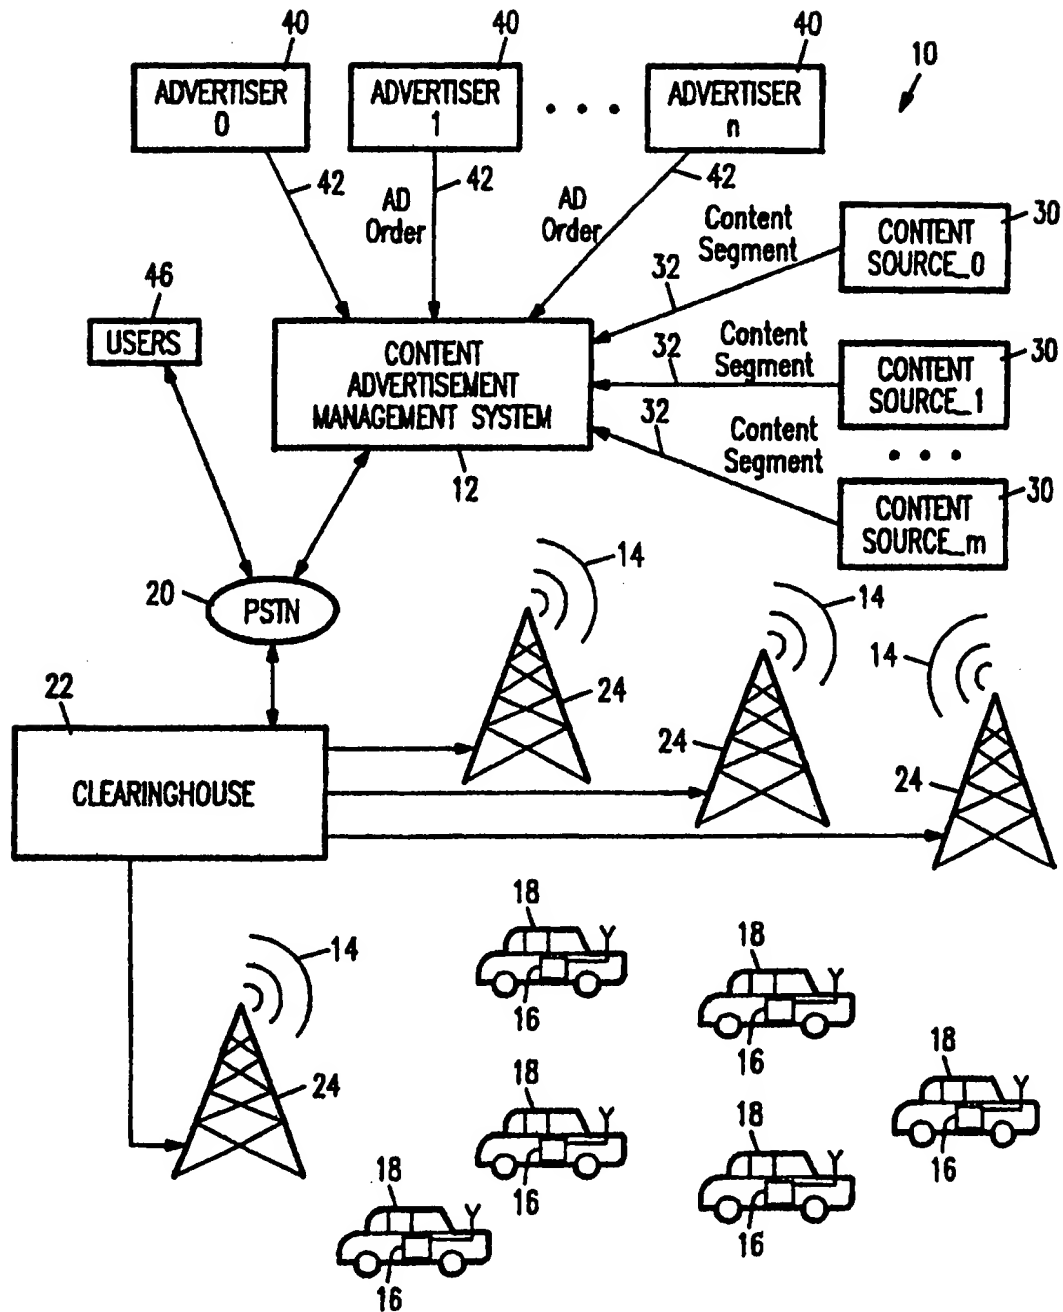 40
40
40
10
ADVERTISER
0
ADVERTISER
1
• • •
ADVERTISER
n
42
42
42
AD
Order
AD
Order
Content
Segment
30
CONTENT
SOURCE_0
46
USERS
32
CONTENT
ADVERTISEMENT
MANAGEMENT SYSTEM
32
Content
Segment
30
CONTENT
SOURCE_1
32
Content
Segment
• • •
12
30
CONTENT
SOURCE_m
20
PSTN
14
14
14
22
CLEARINGHOUSE
24
24
24
14
24
18
16
18
16
18
16
18
16
18
16
18
16